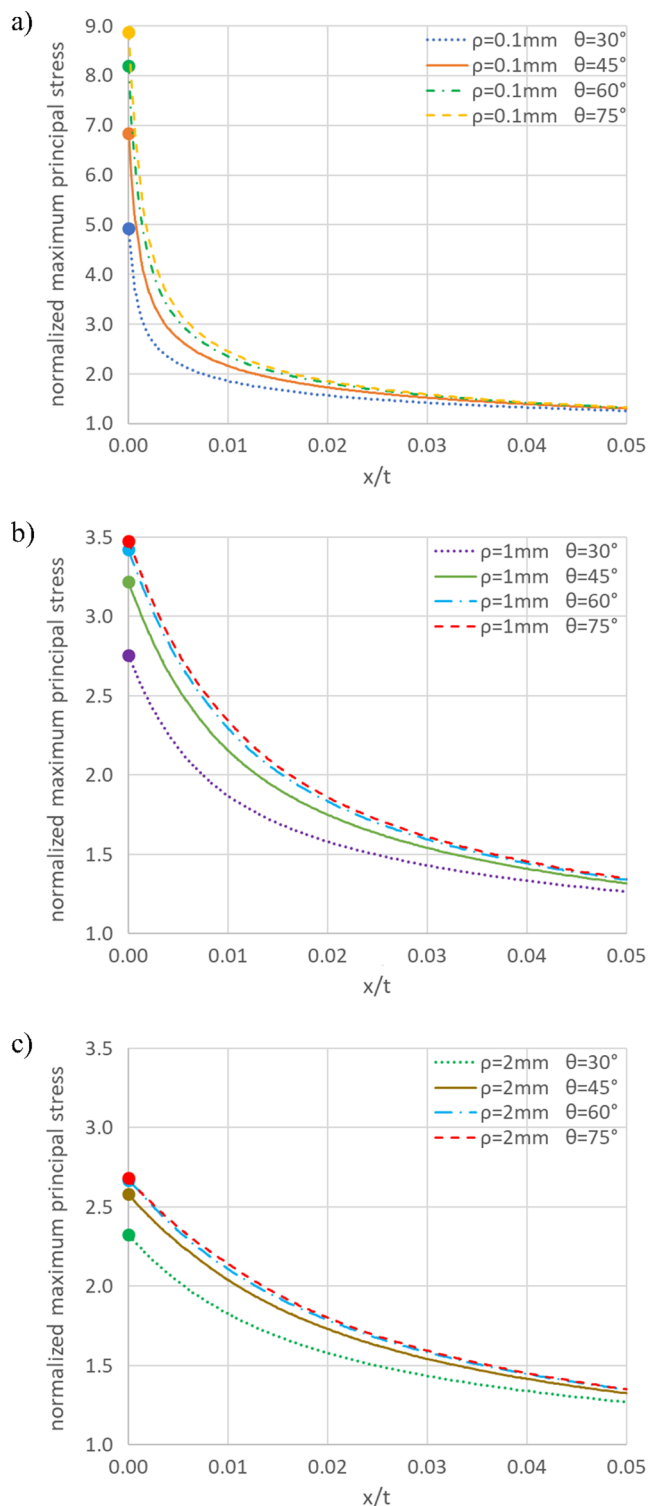 a)
normalized maximum principal stress
9.0
8.0
7.0
6.0
5.0
4.0
3.0
2.0
1.0
ρ=0.1mm θ=30°
ρ=0.1mm θ=45°
ρ=0.1mm θ=60°
ρ=0.1mm θ=75°
0.00 0.01 0.02 0.03 0.04 0.05
x/t
b)
normalized maximum principal stress
3.5
3.0
2.5
2.0
1.5
1.0
ρ=1mm θ=30°
ρ=1mm θ=45°
ρ=1mm θ=60°
ρ=1mm θ=75°
0.00 0.01 0.02 0.03 0.04 0.05
x/t
c)
normalized maximum principal stress
3.5
3.0
2.5
2.0
1.5
1.0
ρ=2mm θ=30°
ρ=2mm θ=45°
ρ=2mm θ=60°
ρ=2mm θ=75°
0.00 0.01 0.02 0.03 0.04 0.05
x/t